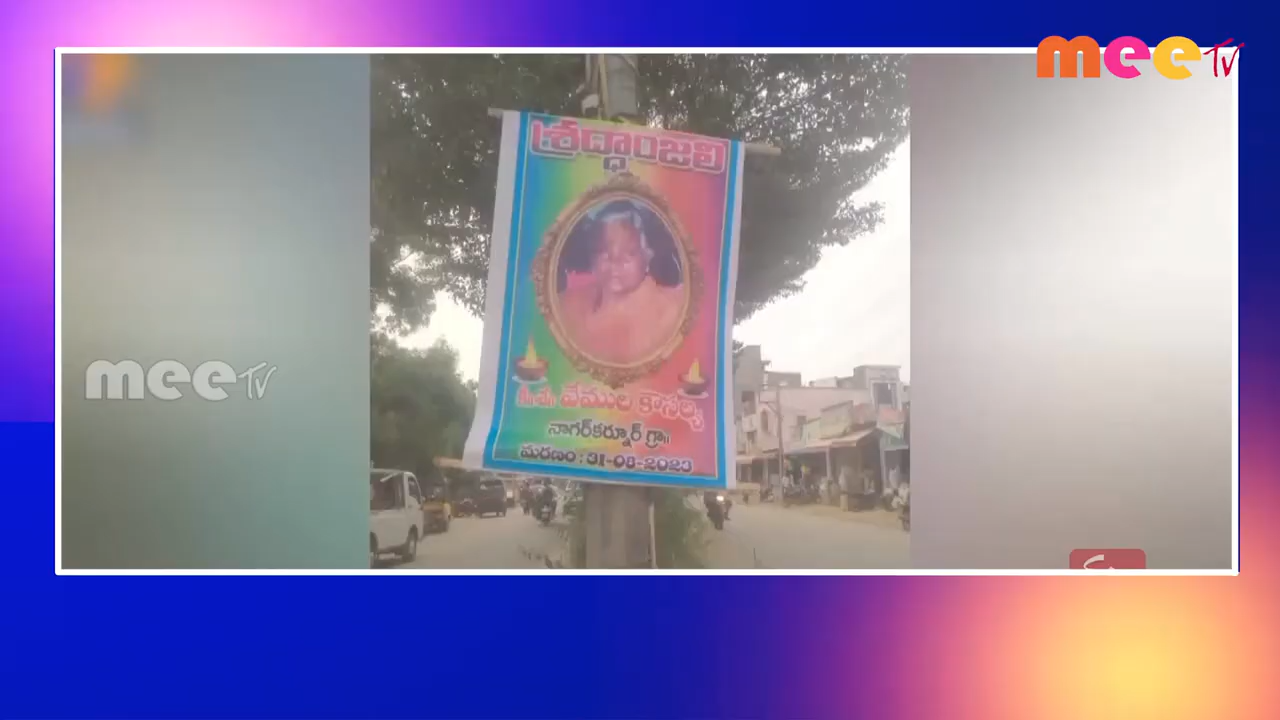 mee TV
శ్రద్ధాంజలి
కీ॥శే॥ వేముల కౌసల్య
నాగర్‌కర్నూర్ గ్రా॥
మరణం : 31-08-2023
mee TV